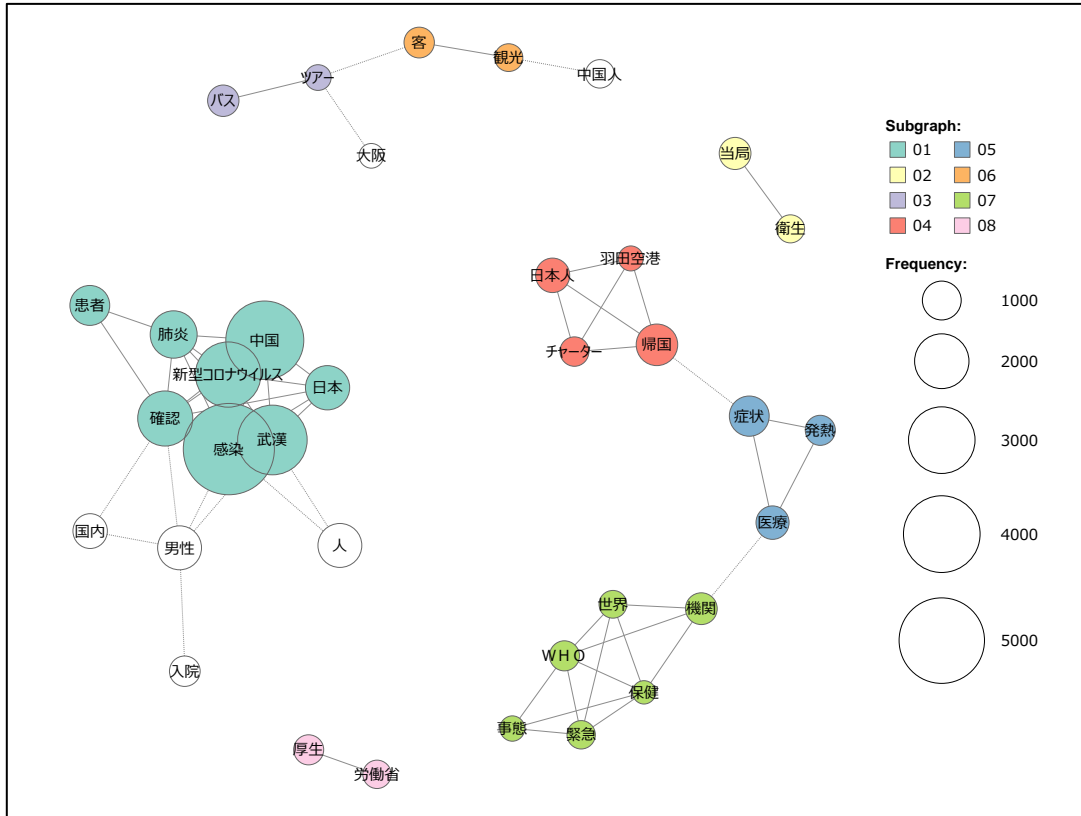 客
観光
中国人
ツアー
バス
大阪
当局
衛生
Subgraph:
01 05
02 06
03 07
04 08
羽田空港
日本人
チャーター
帰国
Frequency:
1000
2000
3000
4000
5000
患者
肺炎
中国
新型コロナウイルス
日本
確認
武漢
感染
国内
男性
人
入院
症状
発熱
医療
世界
機関
ＷＨＯ
保健
事態
緊急
厚生
労働省